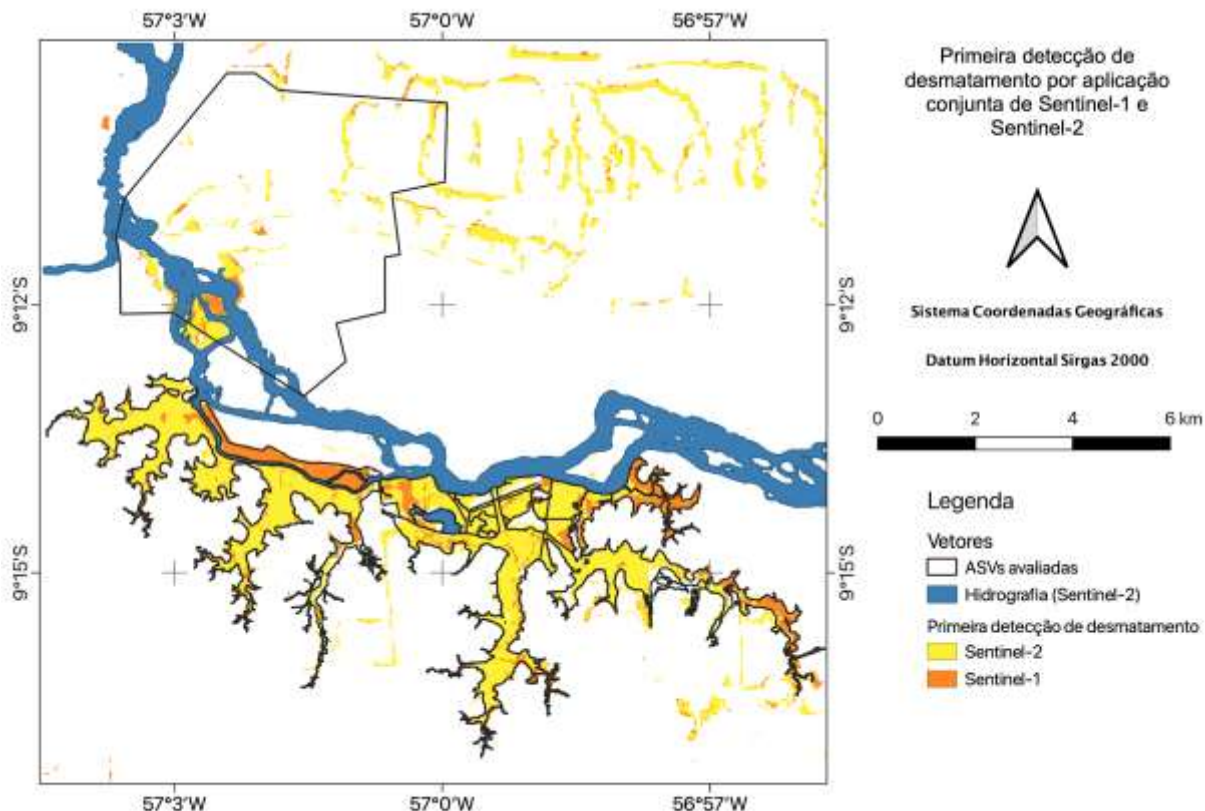 57°3'W 57°0'W 56°57'W
9°12'S 9°12'S
9°15'S 9°15'S
57°3'W 57°0'W 56°57'W
Primeira detecção de
desmatamento por aplicação
conjunta de Sentinel-1 e
Sentinel-2
Sistema Coordenadas Geográficas
Datum Horizontal Sirgas 2000
0 2 4 6 km
Legenda
Vetores
ASVs avaliadas
Hidrografia (Sentinel-2)
Primeira detecção de desmatamento
Sentinel-2
Sentinel-1